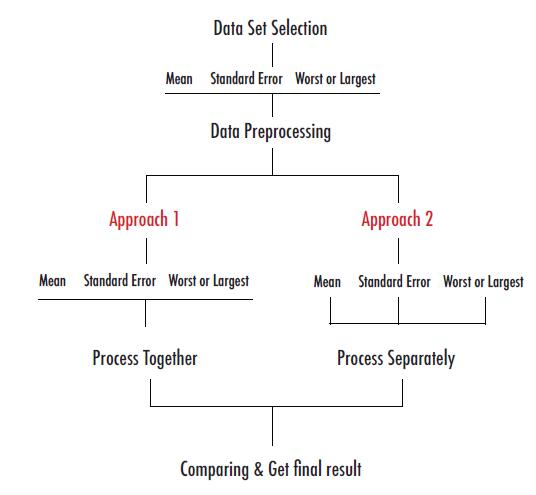 Data Set Selection
Mean Standard Error Worst or Largest
Data Preprocessing
Approach 1
Approach 2
Mean Standard Error Worst or Largest
Mean Standard Error Worst or Largest
Process Together
Process Separately
Comparing & Get final result